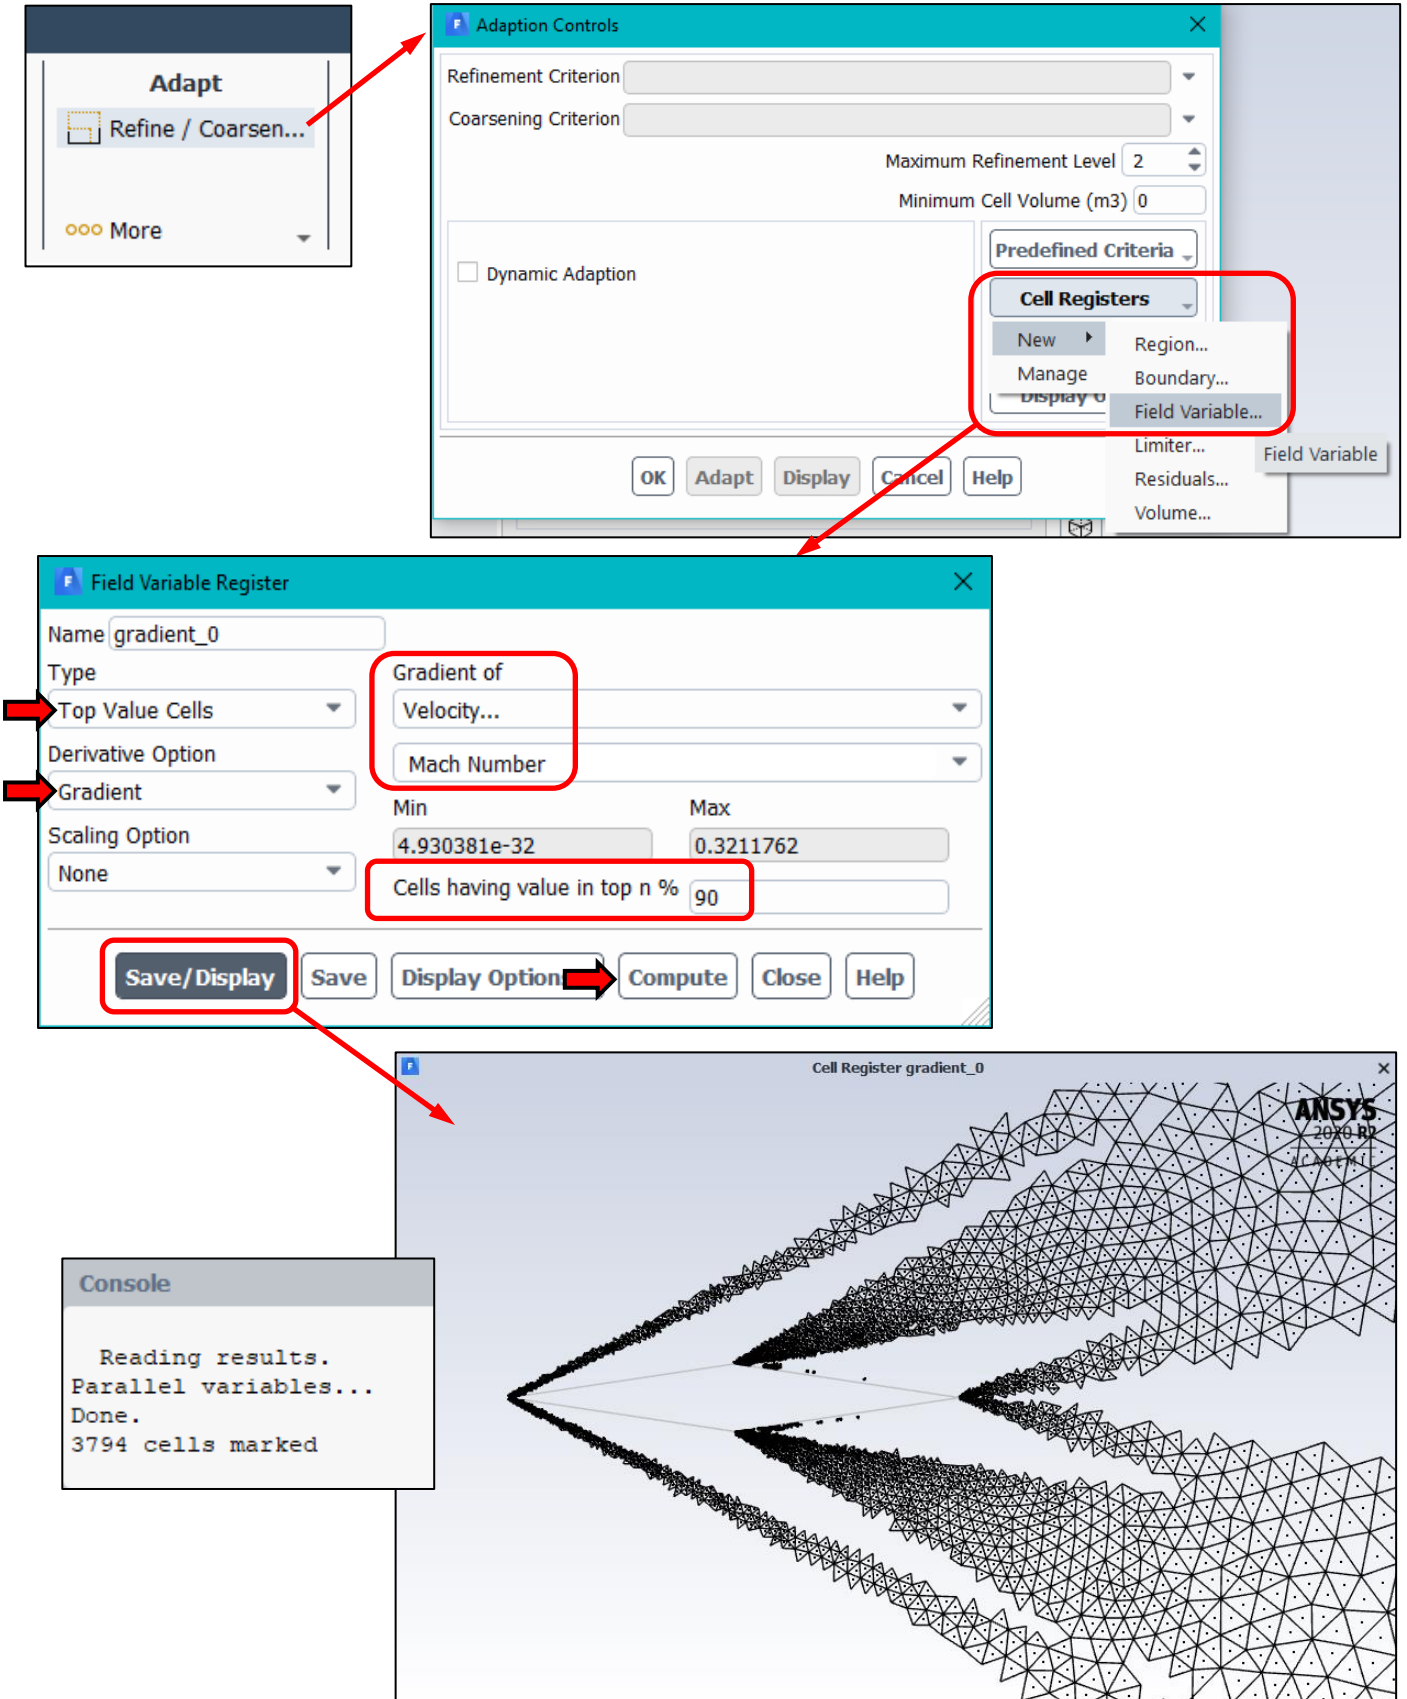 Adapt
Refine / Coarsen...
More
Adaption Controls
Refinement Criterion
Coarsening Criterion
Maximum Refinement Level 2
Minimum Cell Volume (m3) 0
Predefined Criteria
Dynamic Adaption
Cell Registers
New
Manage
Display O
Region...
Boundary...
Field Variable...
Limiter...
Residuals...
Volume...
Field Variable
OK Adapt Display Cancel Help
Field Variable Register
Name gradient_0
Type
Top Value Cells
Derivative Option
Gradient
Scaling Option
None
Gradient of
Velocity...
Mach Number
Min Max
4.930381e-32 0.3211762
Cells having value in top n % 90
Save/Display Save Display Option Compute Close Help
Cell Register gradient_0
ANSYS
2020 R2
ACADEMIC
Console
Reading results.
Parallel variables...
Done.
3794 cells marked